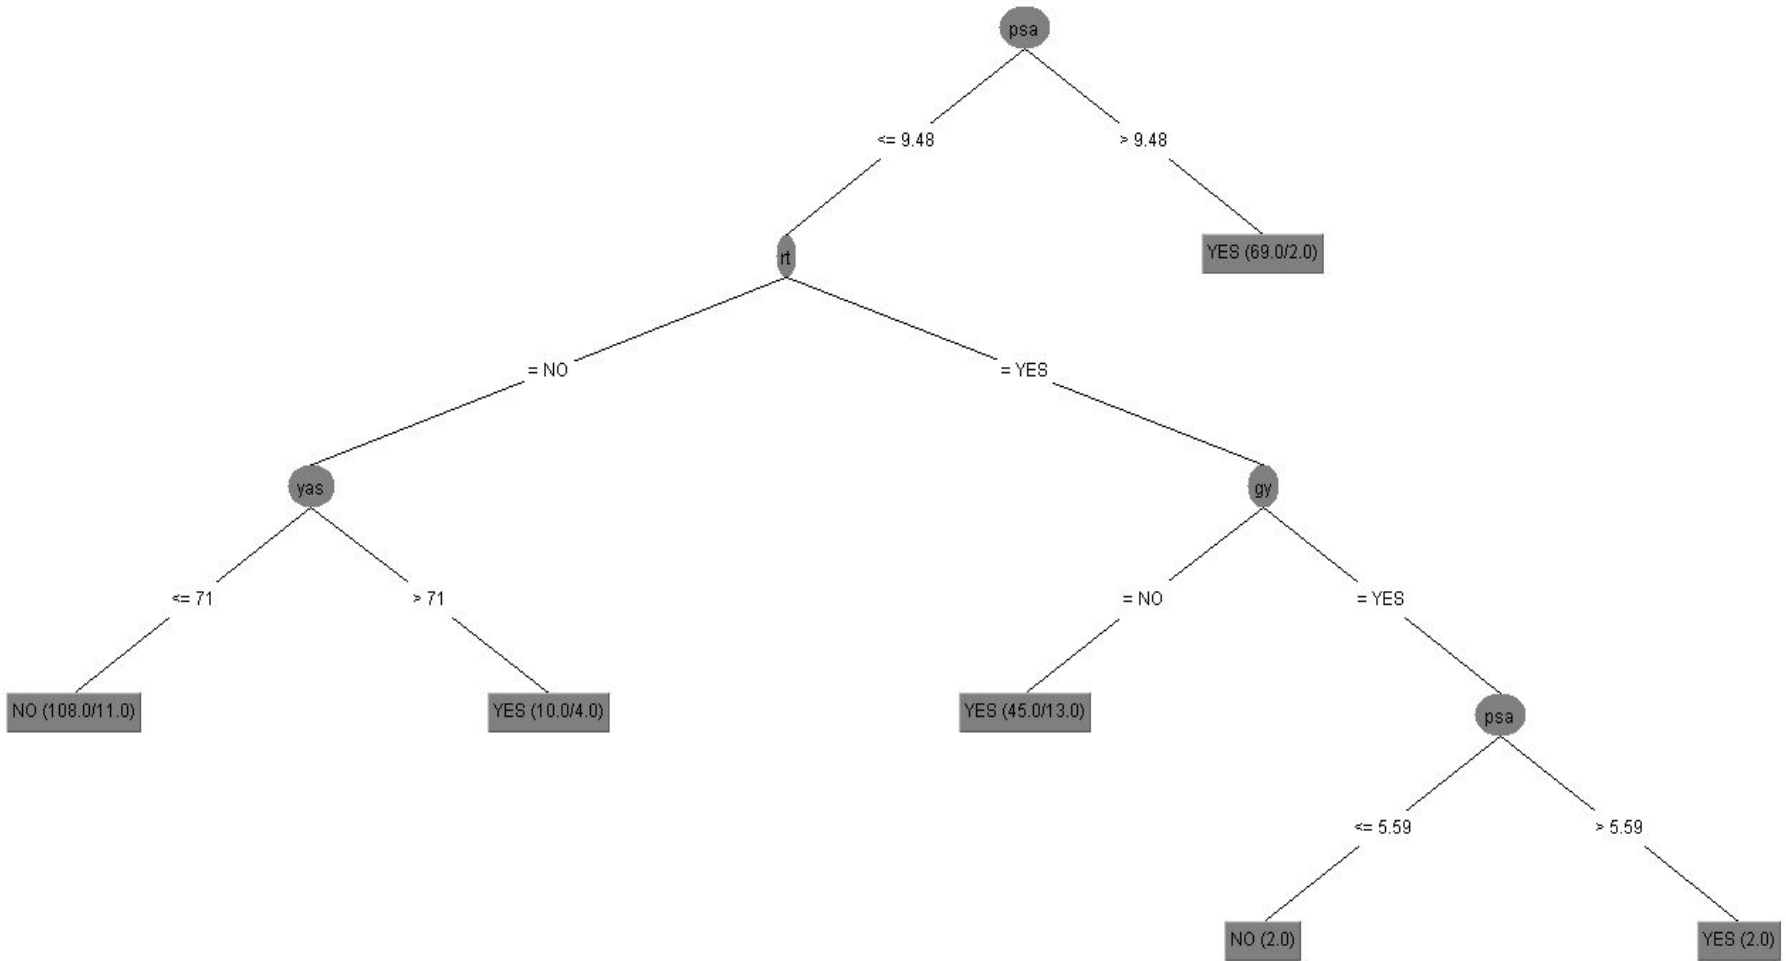 psa
<= 9.48
> 9.48
rt
YES (69.0/2.0)
= NO
= YES
yas
gy
<= 71
> 71
= NO
= YES
NO (108.0/11.0)
YES (10.0/4.0)
YES (45.0/13.0)
psa
<= 5.59
> 5.59
NO (2.0)
YES (2.0)